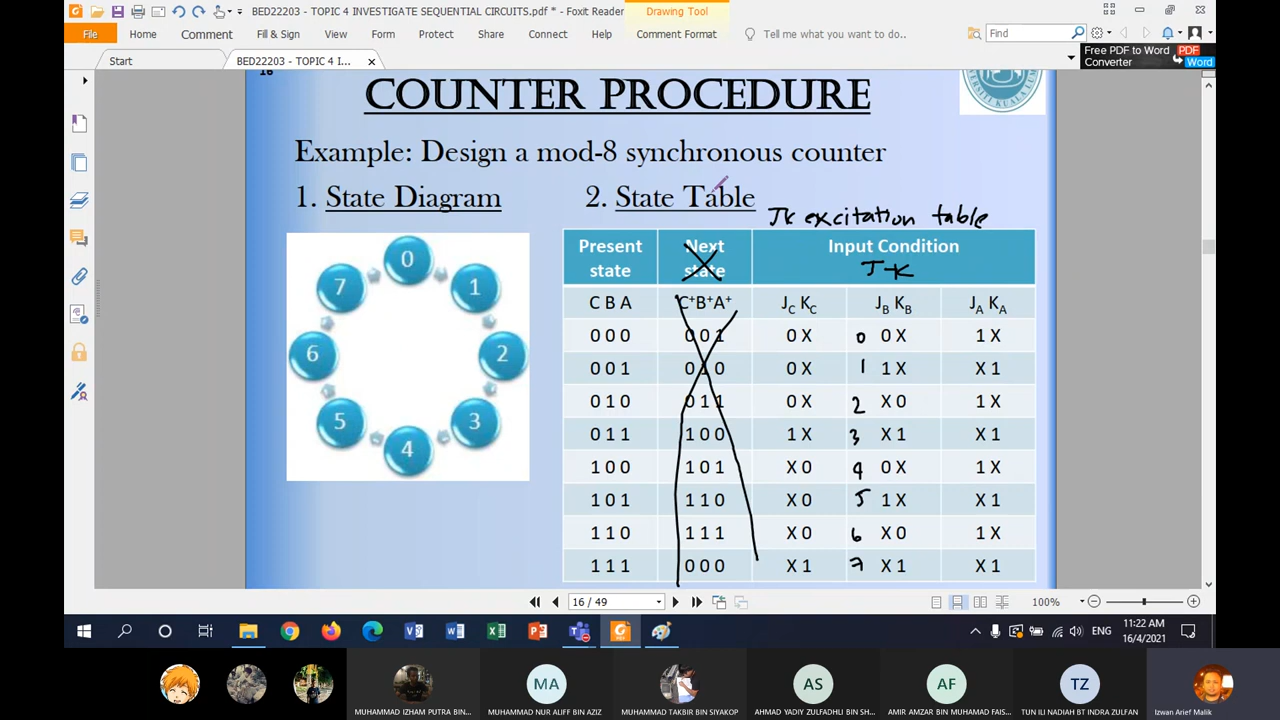 BED22203 - TOPIC 4 INVESTIGATE SEQUENTIAL CIRCUITS.pdf * - Foxit Reader
Drawing Tool
File Home Comment Fill & Sign View Form Protect Share Connect Help Comment Format Tell me what you want to do.. Find
Start BED22203 - TOPIC 4 I...
Free PDF to Word Converter PDF Word
16
COUNTER PROCEDURE
Example: Design a mod-8 synchronous counter
1. State Diagram 2. State Table
JK excitation table
0
1
2
3
4
5
6
7
Present state Next state Input Condition
J-K
C B A C⁺B⁺A⁺ J_C K_C J_B K_B J_A K_A
0 0 0 0 0 1 0 X 0 0 X 1 X
0 0 1 0 1 0 0 X 1 1 X X 1
0 1 0 0 1 1 0 X 2 X 0 1 X
0 1 1 1 0 0 1 X 3 X 1 X 1
1 0 0 1 0 1 X 0 4 0 X 1 X
1 0 1 1 1 0 X 0 5 1 X X 1
1 1 0 1 1 1 X 0 6 X 0 1 X
1 1 1 0 0 0 X 1 7 X 1 X 1
16 / 49 100%
ENG 11:22 AM
16/4/2021
MA AS AF TZ
MUHAMMAD IZHAM PUTRA BIN... MUHAMMAD NUR ALIFF BIN AZIZ MUHAMMAD TAKBIR BIN SIYAKOP AHMAD YADIY ZULFADHLI BIN SH... AMIR AMZAR BIN MUHAMAD FAIS... TUN ILI NADIAH BT INDRA ZULFAN Izwan Arief Malik